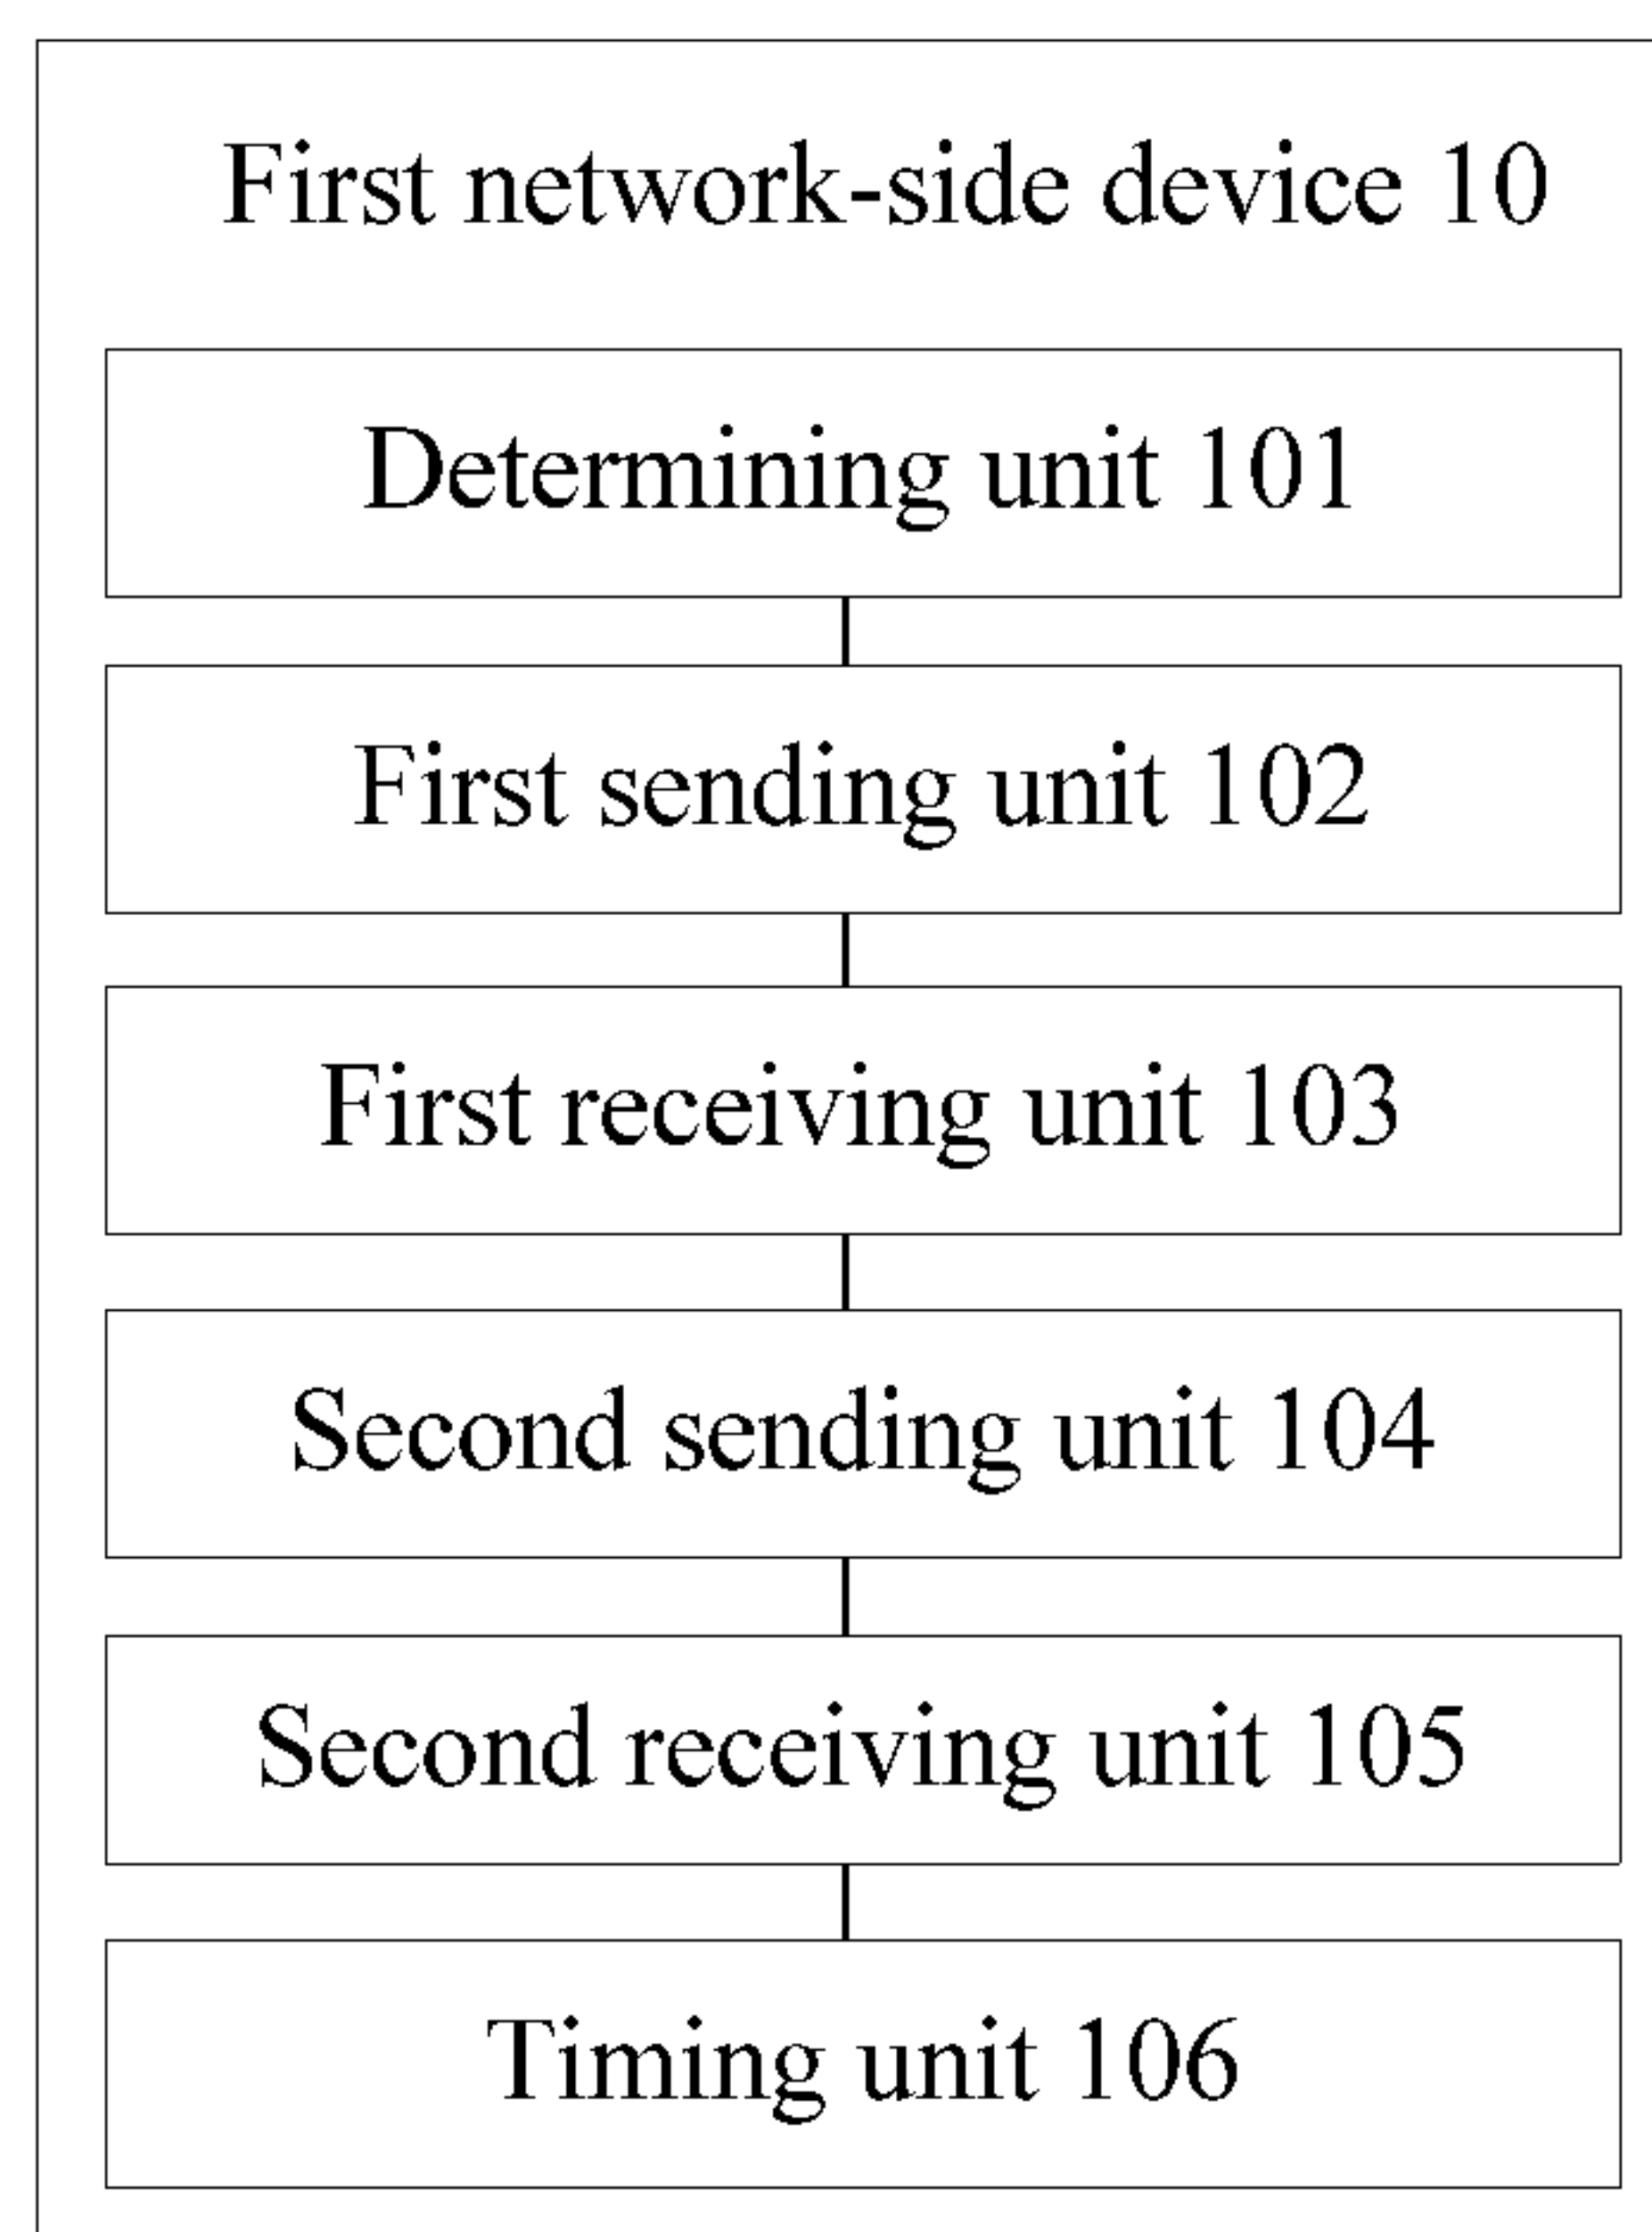 First network-side device 10
Determining unit 101
First sending unit 102
First receiving unit 103
Second sending unit 104
Second receiving unit 105
Timing unit 106